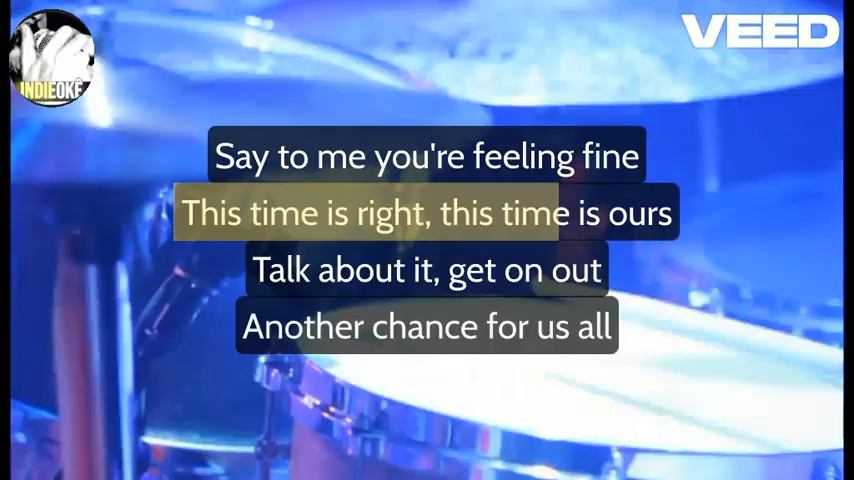 INDIEOKÊ
VEED
Say to me you're feeling fine
This time is right, this time is ours
Talk about it, get on out
Another chance for us all